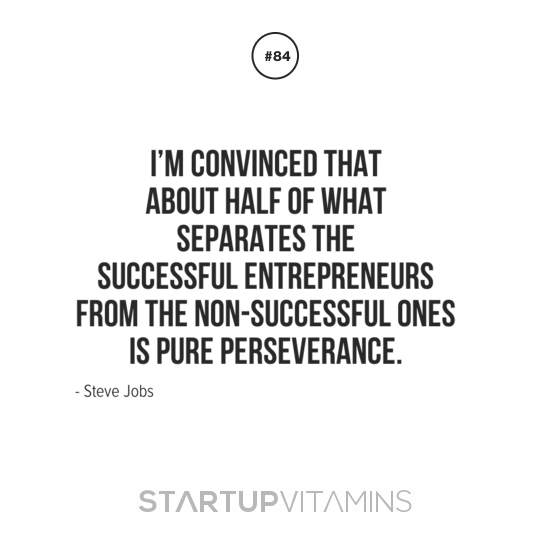 #84
I'M CONVINCED THAT
ABOUT HALF OF WHAT
SEPARATES THE
SUCCESSFUL ENTREPRENEURS
FROM THE NON-SUCCESSFUL ONES
IS PURE PERSEVERANCE.
- Steve Jobs
STARTUPVITAMINS